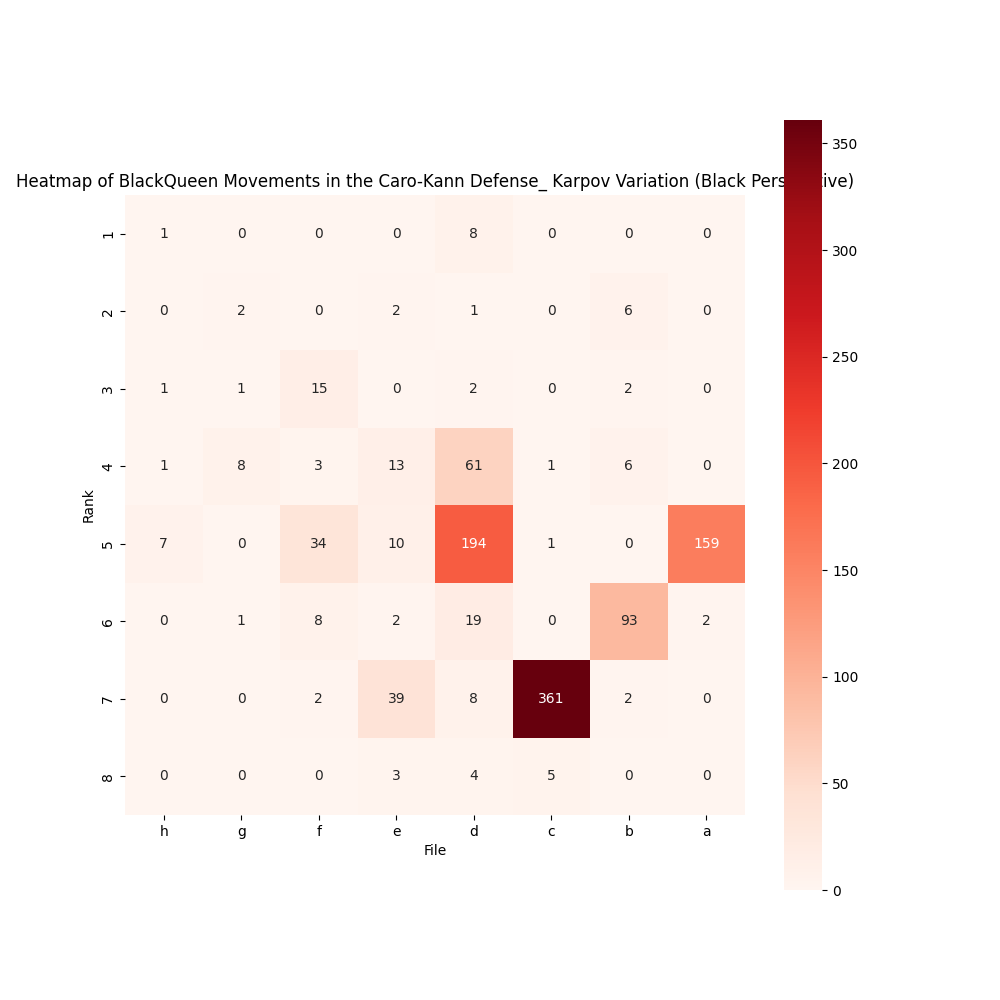 Heatmap of BlackQueen Movements in the Caro-Kann Defense_ Karpov Variation (Black Pers ive)
350
300
250
200
150
100
50
0
Rank
1 1 0 0 0 8 0 0 0
2 0 2 0 2 1 0 6 0
3 1 1 15 0 2 0 2 0
4 1 8 3 13 61 1 6 0
5 7 0 34 10 194 1 0 159
6 0 1 8 2 19 0 93 2
7 0 0 2 39 8 361 2 0
8 0 0 0 3 4 5 0 0
h g f e d c b a
File